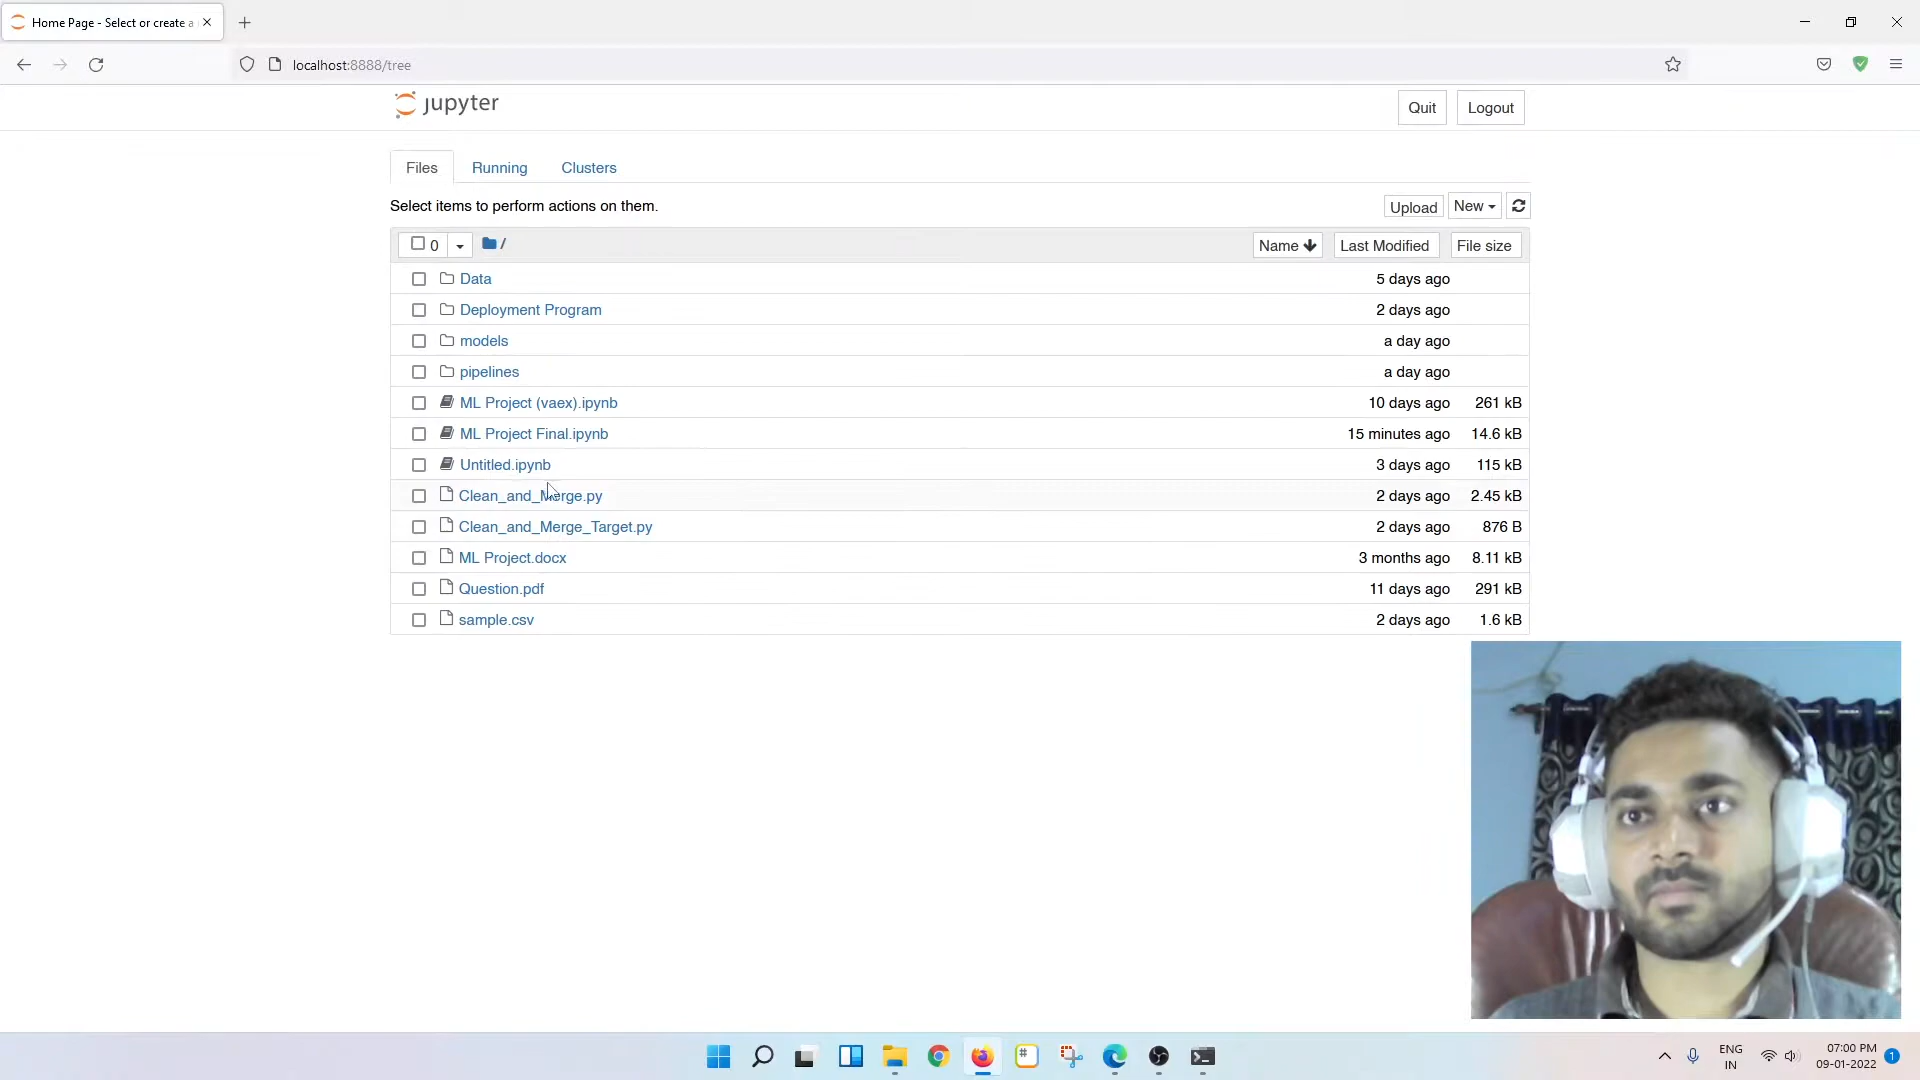 Home Page - Select or create a
localhost:8888/tree
jupyter
Quit
Logout
Files
Running
Clusters
Select items to perform actions on them.
Upload
New
0
/
Name
Last Modified
File size
Data
5 days ago
Deployment Program
2 days ago
models
a day ago
pipelines
a day ago
ML Project (vaex).ipynb
10 days ago
261 kB
ML Project Final.ipynb
15 minutes ago
14.6 kB
Untitled.ipynb
3 days ago
115 kB
Clean_and_Merge.py
2 days ago
2.45 kB
Clean_and_Merge_Target.py
2 days ago
876 B
ML Project.docx
3 months ago
8.11 kB
Question.pdf
11 days ago
291 kB
sample.csv
2 days ago
1.6 kB
ENG
IN
07:00 PM
09-01-2022
1